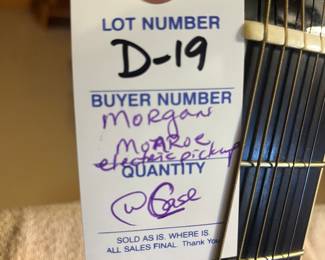 LOT NUMBER
D-19
BUYER NUMBER
Morgan
MOAROE
electric pickup
QUANTITY
w Case
SOLD AS IS. WHERE IS.
ALL SALES FINAL. Thank You